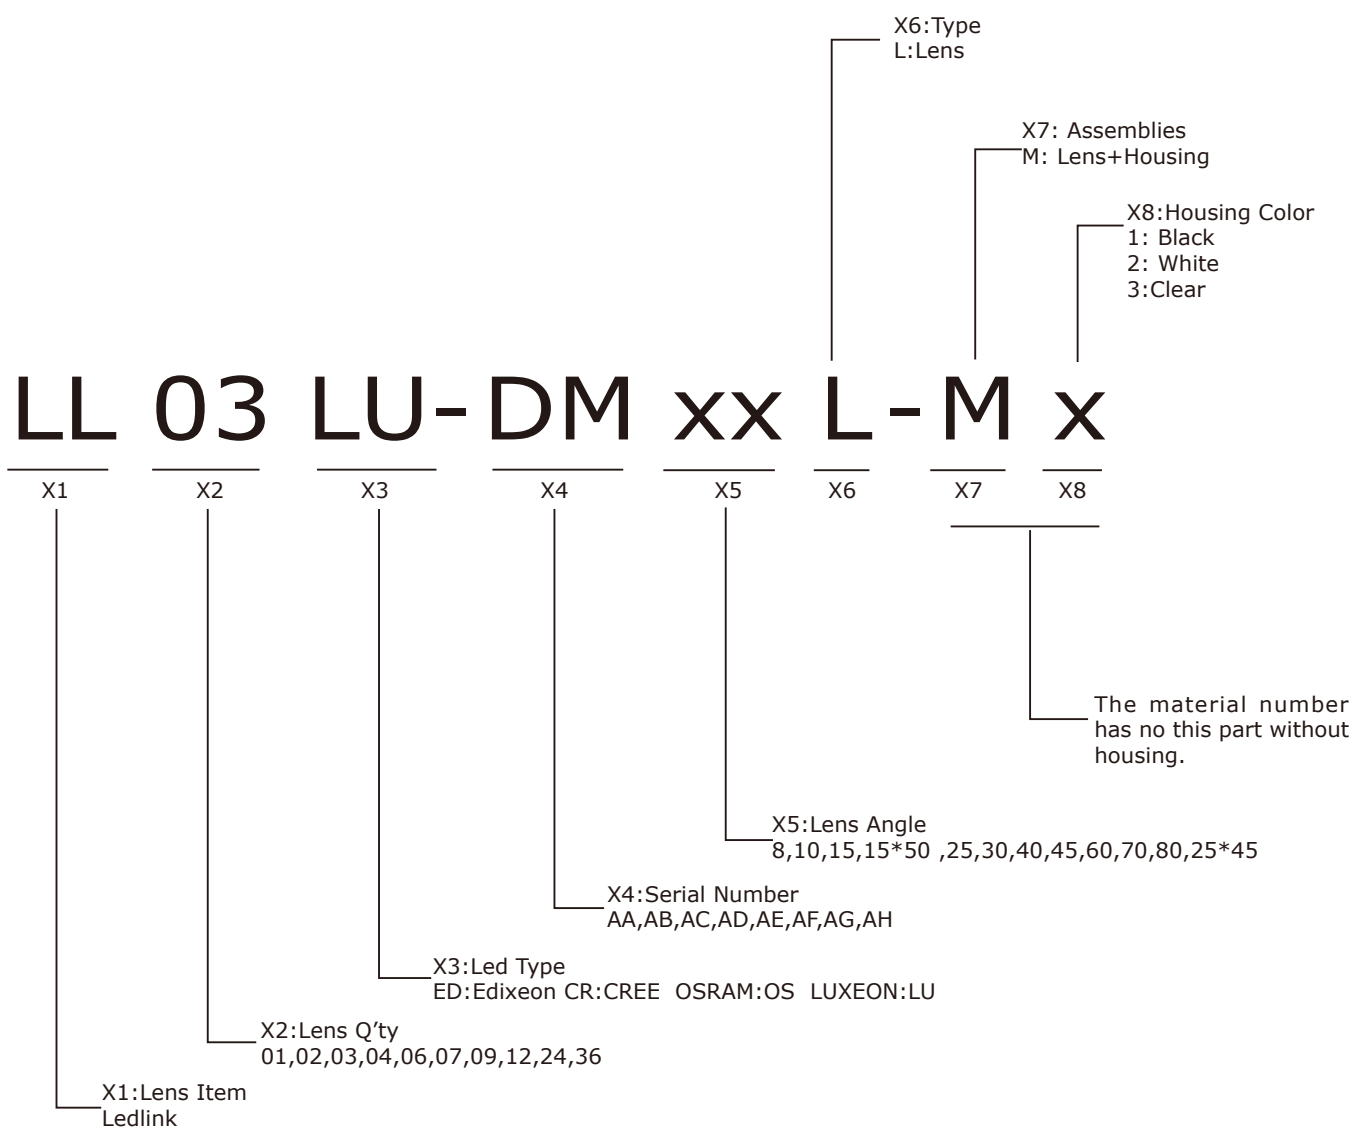 X6:Type
L:Lens
X7: Assemblies
M: Lens+Housing
X8:Housing Color
1: Black
2: White
3:Clear
LL 03 LU-DM xx L-M x
X1 X2 X3 X4 X5 X6 X7 X8
The material number
has no this part without
housing.
X5:Lens Angle
8,10,15,15*50 ,25,30,40,45,60,70,80,25*45
X4:Serial Number
AA,AB,AC,AD,AE,AF,AG,AH
X3:Led Type
ED:Edixeon CR:CREE  OSRAM:OS  LUXEON:LU
X2:Lens Q’ty
01,02,03,04,06,07,09,12,24,36
X1:Lens Item
Ledlink